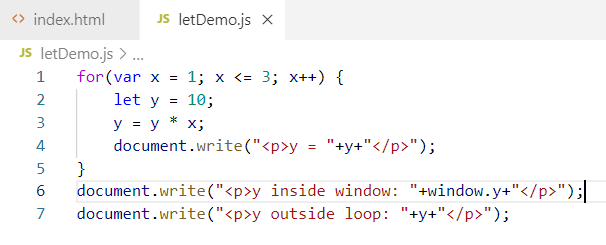 <> index.html JS letDemo.js ×
JS letDemo.js > ...
1 for(var x = 1; x <= 3; x++) {
2 let y = 10;
3 y = y * x;
4 document.write("<p>y = "+y+"</p>");
5 }
6 document.write("<p>y inside window: "+window.y+"</p>");
7 document.write("<p>y outside loop: "+y+"</p>");